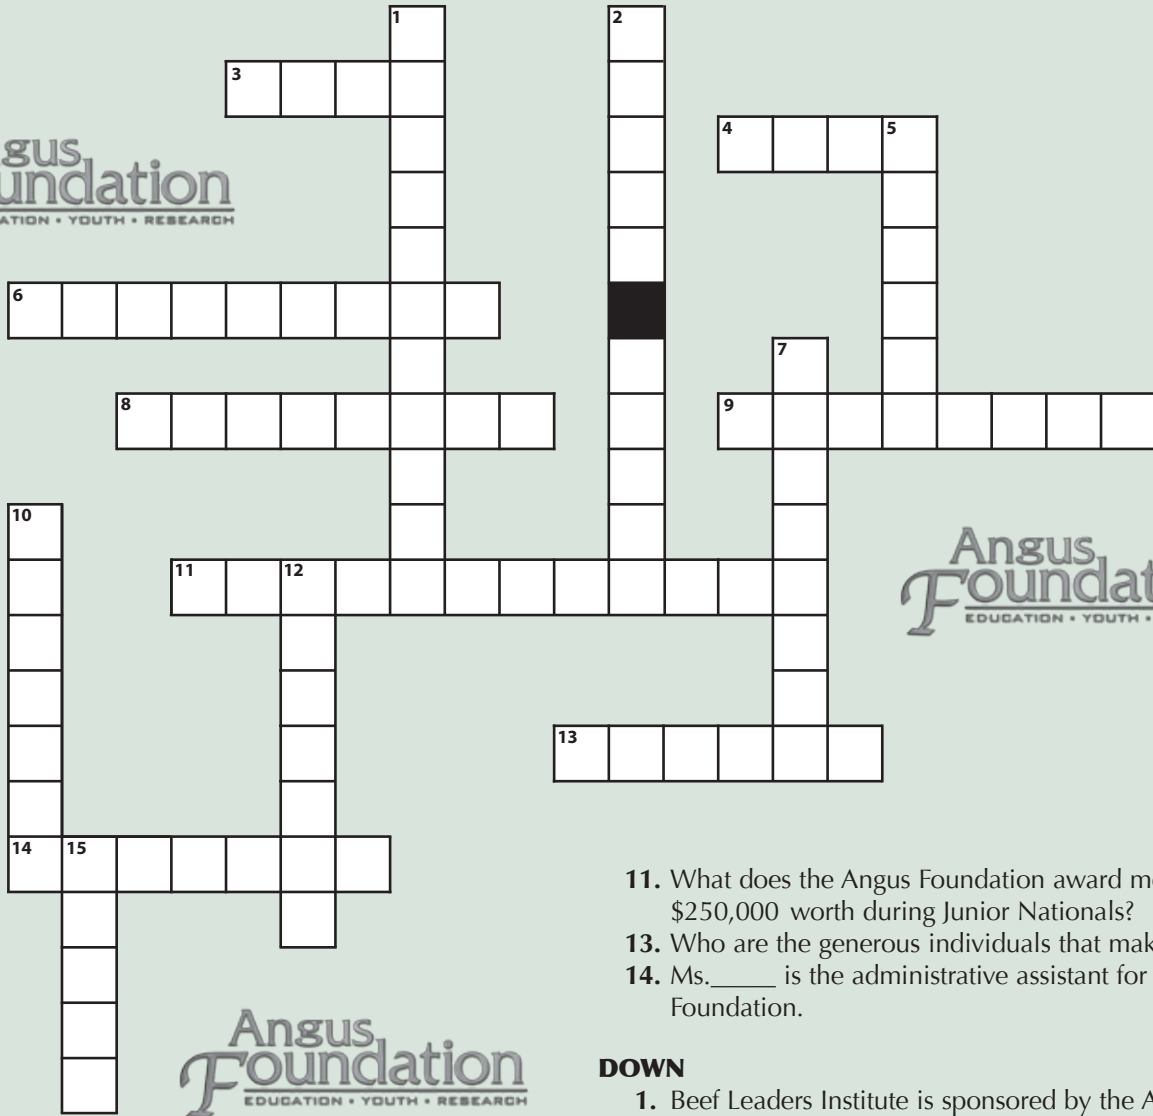 1
2
3
4
5
gus
undation
ATION • YOUTH • RESEARCH
6
7
8
9
10
11
12
Angus
Foundat
EDUCATION • YOUTH •
13
14
15
11. What does the Angus Foundation award
$250,000 worth during Junior Nationals?
13. Who are the generous individuals that
14. Ms._____ is the administrative assistant for
Foundation.
Angus
Foundation
EDUCATION • YOUTH • RESEARCH
DOWN
1. Beef Leaders Institute is sponsored by the A